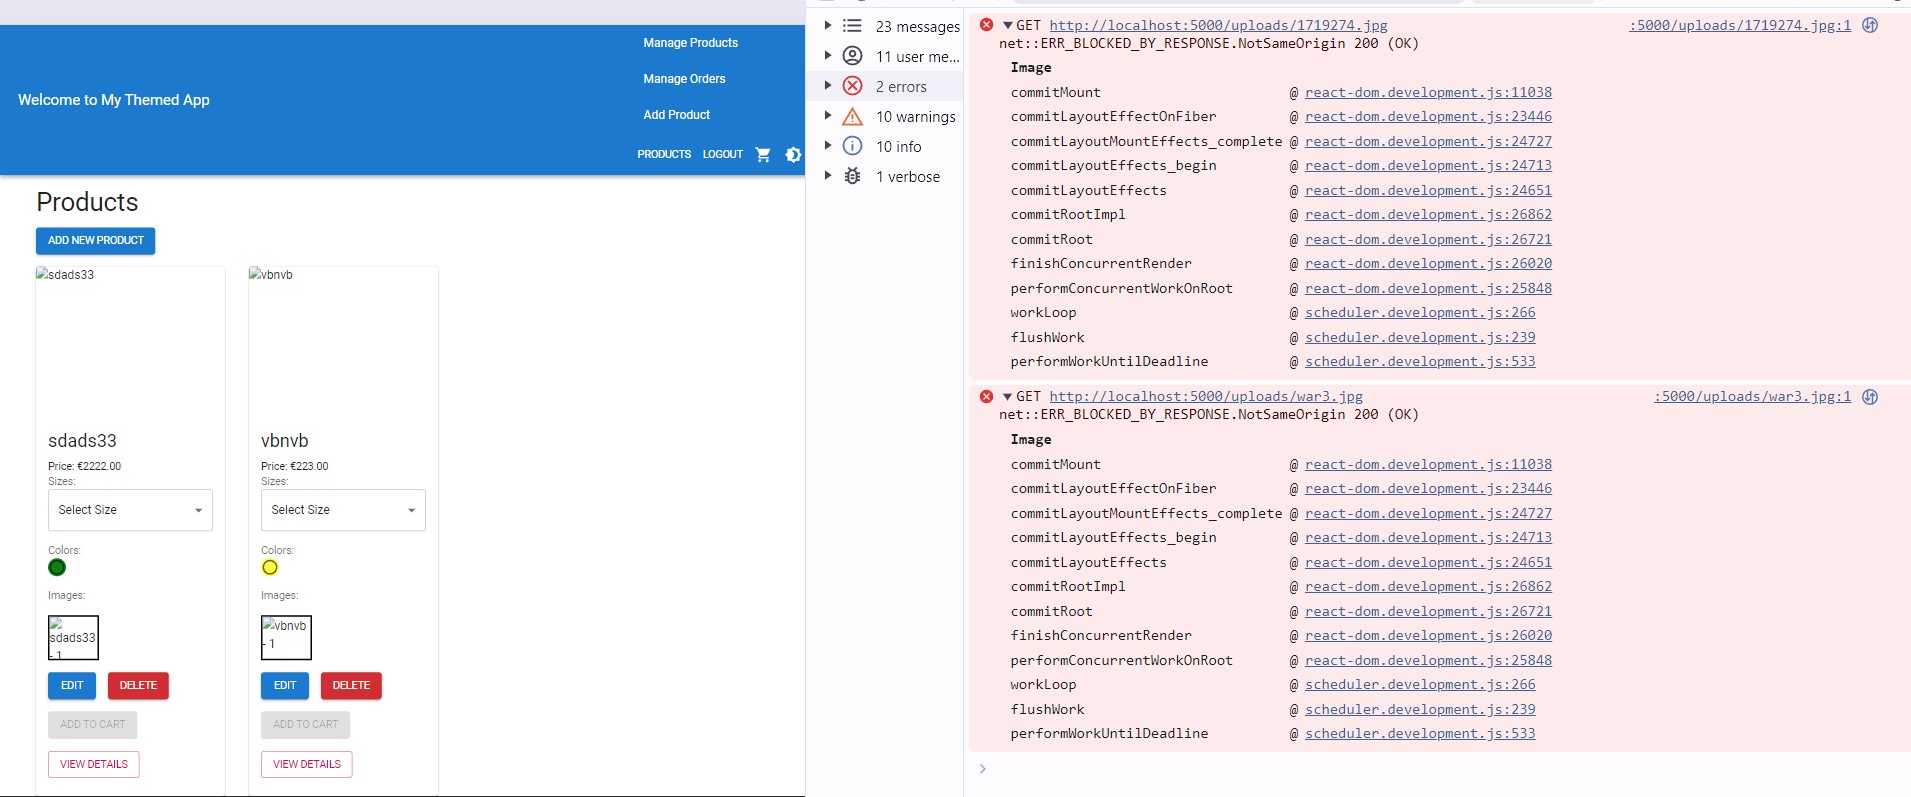 Manage Products
Manage Orders
Welcome to My Themed App
Add Product
PRODUCTS LOGOUT
Products
ADD NEW PRODUCT
sdads33
sdads33
Price: €2222.00
Sizes:
Select Size
Colors:
Images:
sdads33
- 1
EDIT DELETE
ADD TO CART
VIEW DETAILS
vbnvb
vbnvb
Price: €223.00
Sizes:
Select Size
Colors:
Images:
vbnvb
- 1
EDIT DELETE
ADD TO CART
VIEW DETAILS
23 messages
11 user me...
2 errors
10 warnings
10 info
1 verbose
GET http://localhost:5000/uploads/1719274.jpg :5000/uploads/1719274.jpg:1
net::ERR_BLOCKED_BY_RESPONSE.NotSameOrigin 200 (OK)
Image
commitMount @ react-dom.development.js:11038
commitLayoutEffectOnFiber @ react-dom.development.js:23446
commitLayoutMountEffects_complete @ react-dom.development.js:24727
commitLayoutEffects_begin @ react-dom.development.js:24713
commitLayoutEffects @ react-dom.development.js:24651
commitRootImpl @ react-dom.development.js:26862
commitRoot @ react-dom.development.js:26721
finishConcurrentRender @ react-dom.development.js:26020
performConcurrentWorkOnRoot @ react-dom.development.js:25848
workLoop @ scheduler.development.js:266
flushWork @ scheduler.development.js:239
performWorkUntilDeadline @ scheduler.development.js:533
GET http://localhost:5000/uploads/war3.jpg :5000/uploads/war3.jpg:1
net::ERR_BLOCKED_BY_RESPONSE.NotSameOrigin 200 (OK)
Image
commitMount @ react-dom.development.js:11038
commitLayoutEffectOnFiber @ react-dom.development.js:23446
commitLayoutMountEffects_complete @ react-dom.development.js:24727
commitLayoutEffects_begin @ react-dom.development.js:24713
commitLayoutEffects @ react-dom.development.js:24651
commitRootImpl @ react-dom.development.js:26862
commitRoot @ react-dom.development.js:26721
finishConcurrentRender @ react-dom.development.js:26020
performConcurrentWorkOnRoot @ react-dom.development.js:25848
workLoop @ scheduler.development.js:266
flushWork @ scheduler.development.js:239
performWorkUntilDeadline @ scheduler.development.js:533